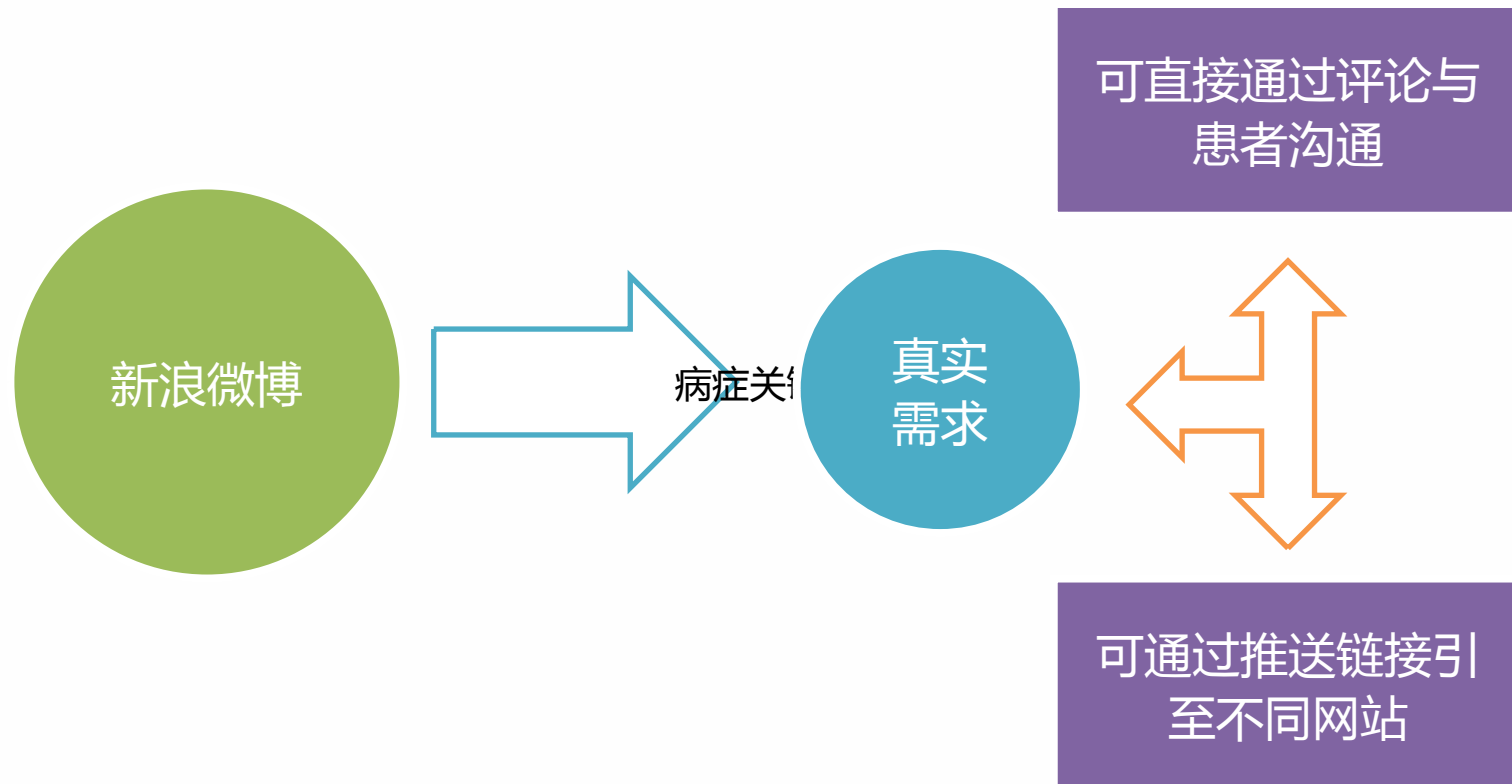 可直接通过评论与
患者沟通
新浪微博
病症关
真实
需求
可通过推送链接引
至不同网站